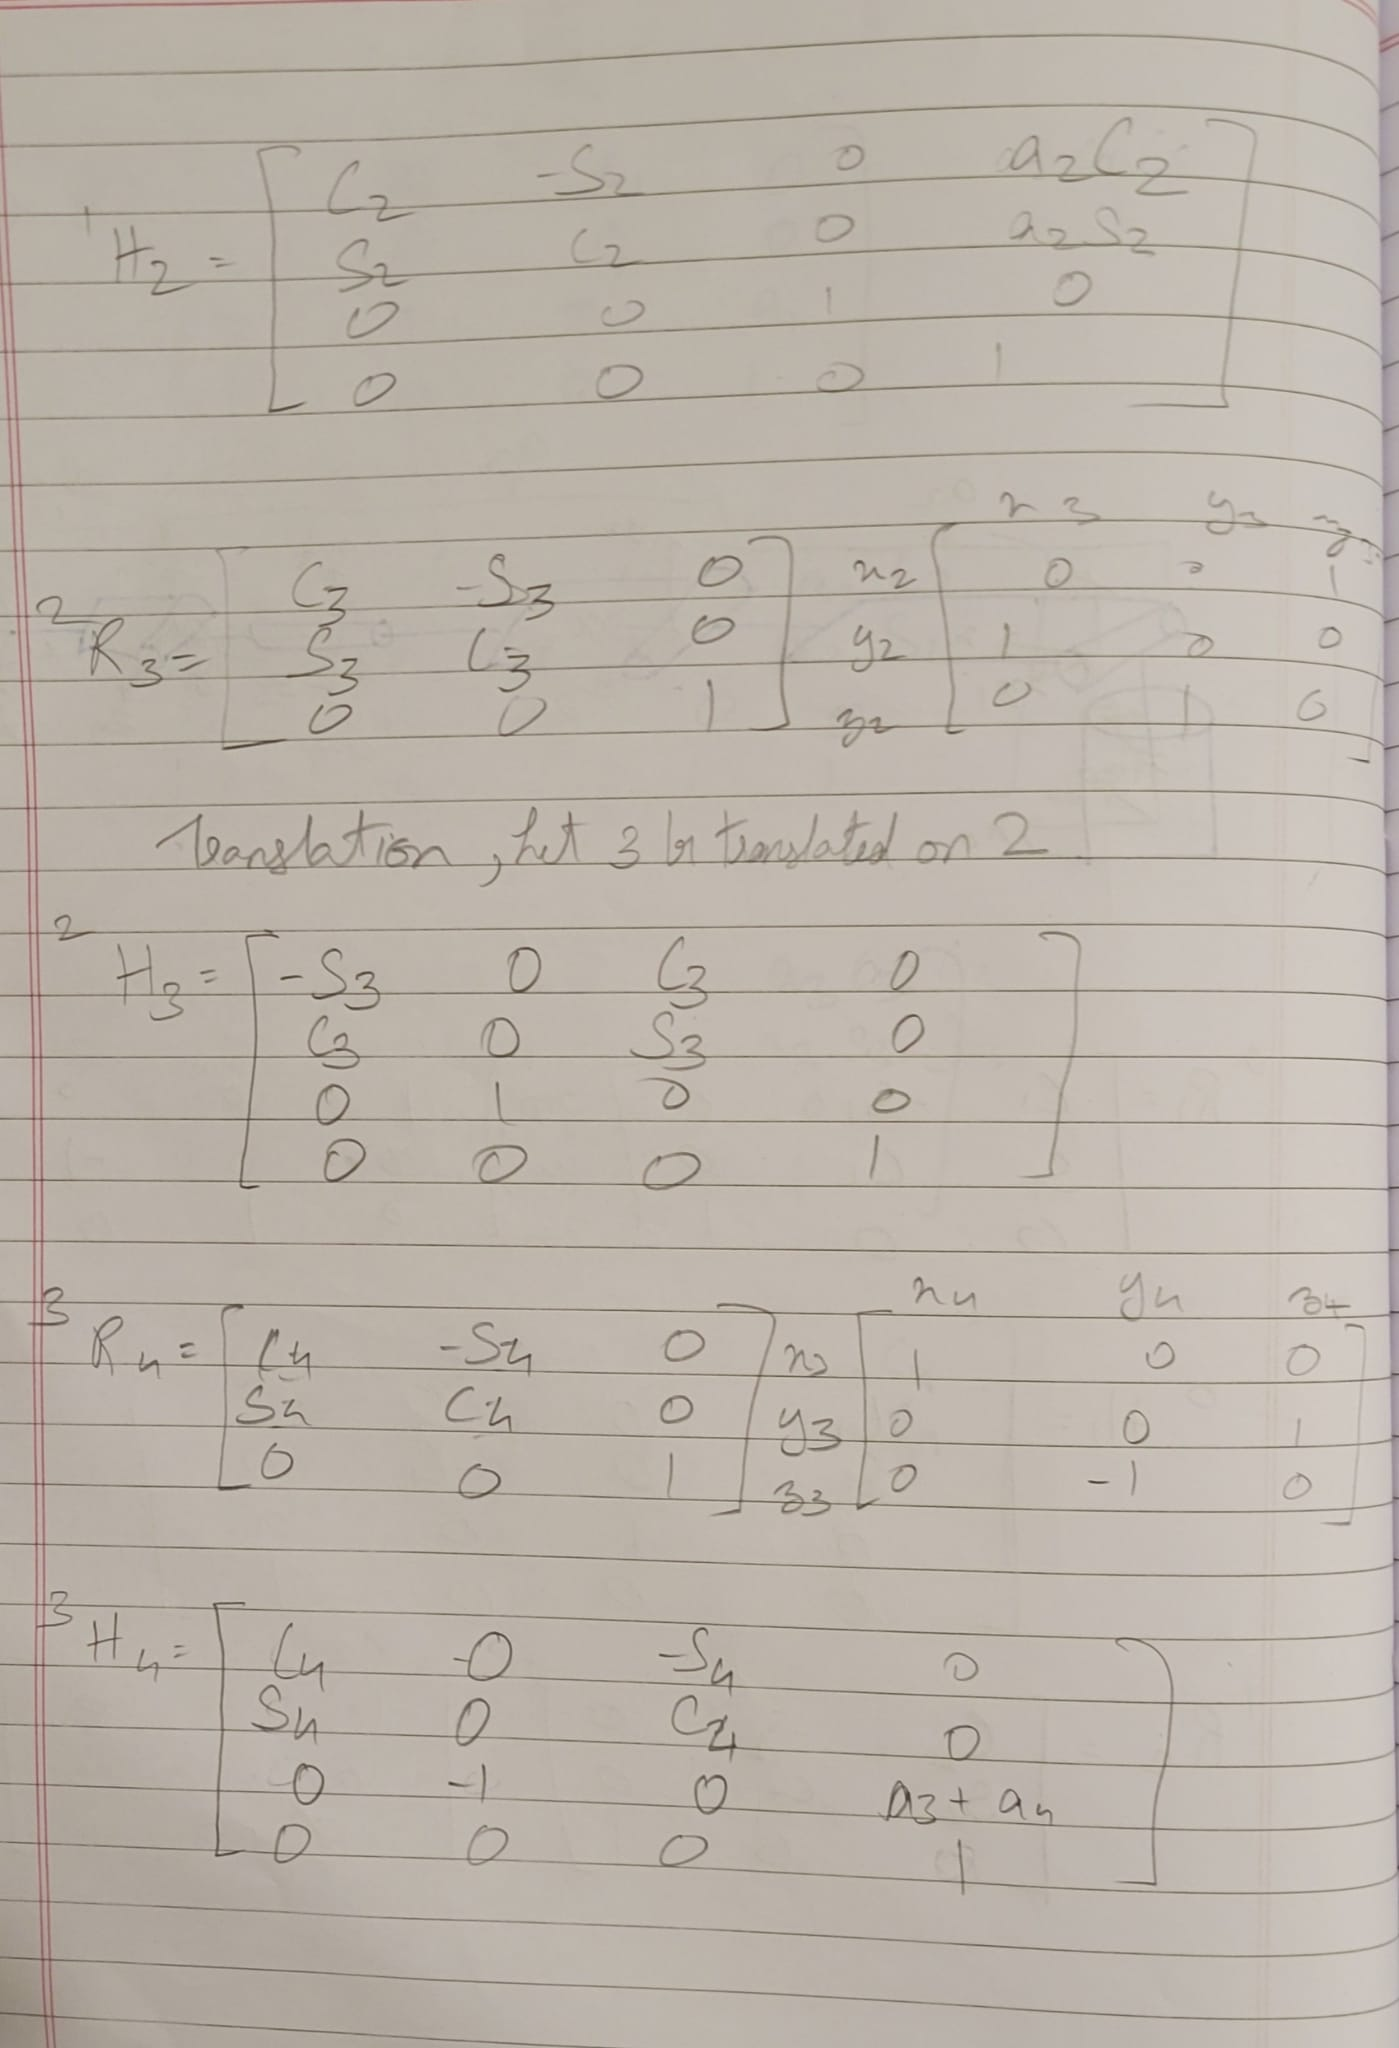 C2 -S2 0 a2C2
1H2 = S2 C2 0 a2S2
0 0 1 0
0 0 0 1
x3 y3 z3
C3 -S3 0 x2 0 0 1
2R3 = S3 C3 0 y2 1 0 0
0 0 1 z2 0 1 0
Translation, Let 3 be translated on 2
2H3 = -S3 0 C3 0
C3 0 S3 0
0 1 0 0
0 0 0 1
x4 y4 z4
3R4 = C4 -S4 0 x3 1 0 0
S4 C4 0 y3 0 0 1
0 0 1 z3 0 -1 0
3H4 = C4 -0 -S4 0
S4 0 C4 0
0 -1 0 a3 + a4
0 0 0 1